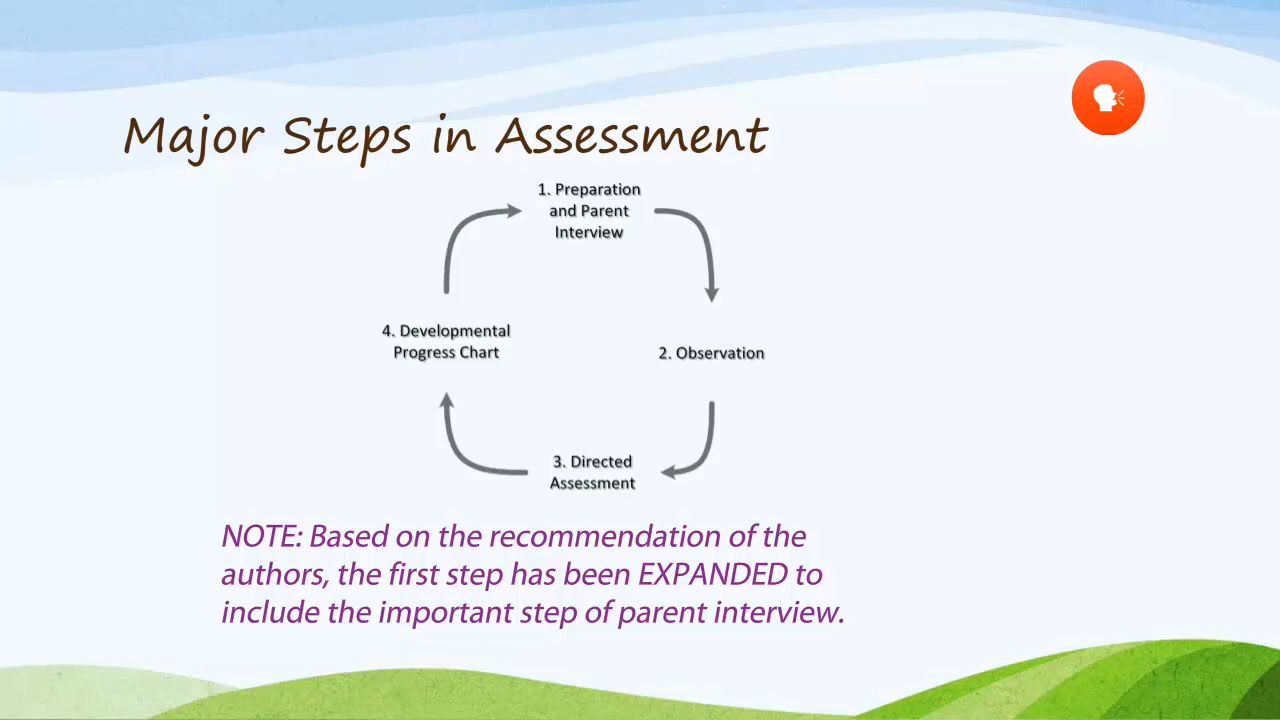 Major Steps in Assessment
1. Preparation
and Parent
Interview
2. Observation
3. Directed
Assessment
4. Developmental
Progress Chart
NOTE: Based on the recommendation of the
authors, the first step has been EXPANDED to
include the important step of parent interview.